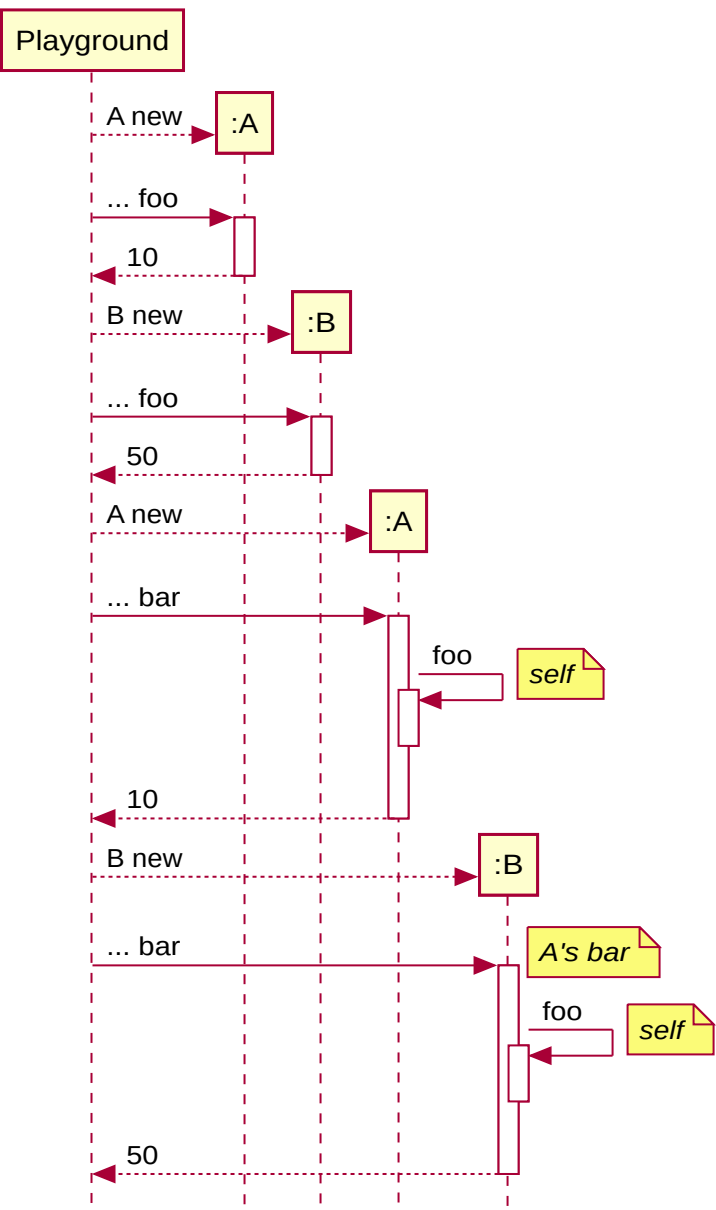 Playground
A new
:A
... foo
10
B new
:B
... foo
50
A new
:A
... bar
foo
self
10
B new
:B
... bar
A's bar
foo
self
50